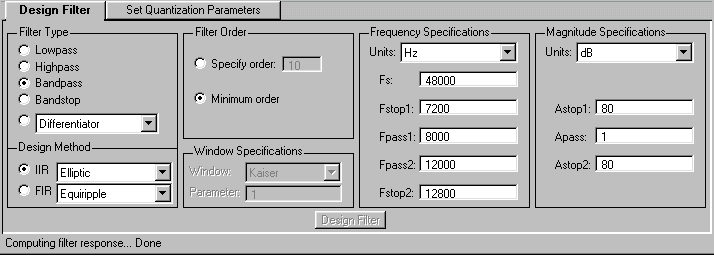 Design Filter
Set Quantization Parameters
Filter Type
Lowpass
Highpass
Bandpass
Bandstop
Differentiator
Design Method
IIR Elliptic
FIR Equiripple
Filter Order
Specify order: 10
Minimum order
Window Specifications
Window: Kaiser
Parameter: 1
Frequency Specifications
Units: Hz
Fs: 48000
Fstop1: 7200
Fpass1: 8000
Fpass2: 12000
Fstop2: 12800
Magnitude Specifications
Units: dB
Astop1: 80
Apass: 1
Astop2: 80
Design Filter
Computing filter response... Done